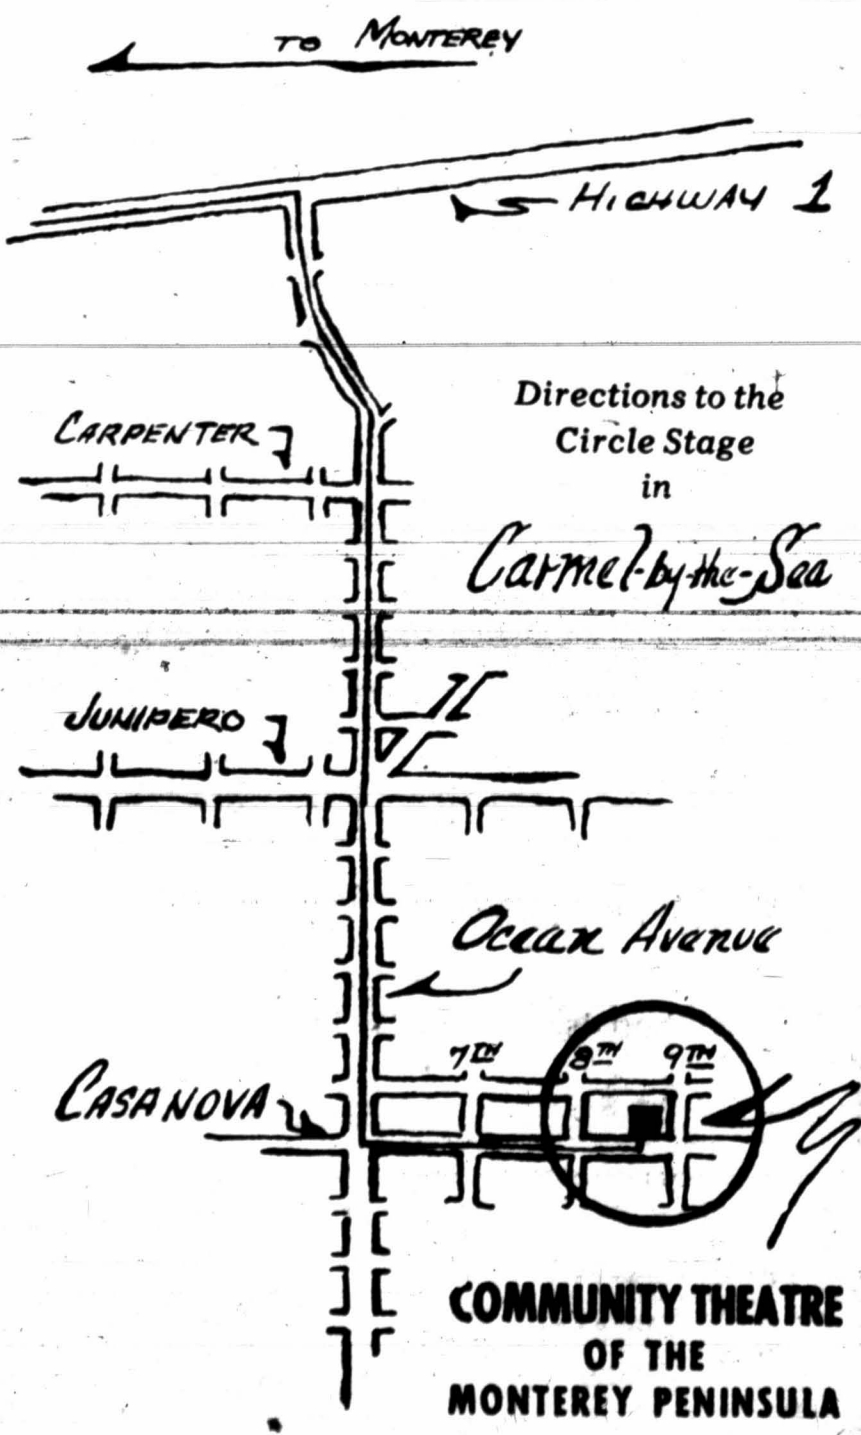 TO MONTEREY
HIGHWAY 1
Directions to the
Circle Stage
in
Carmel-by-the-Sea
CARPENTER
JUNIPERO
Ocean Avenue
7TH 8TH 9TH
CASANOVA
COMMUNITY THEATRE
OF THE
MONTEREY PENINSULA